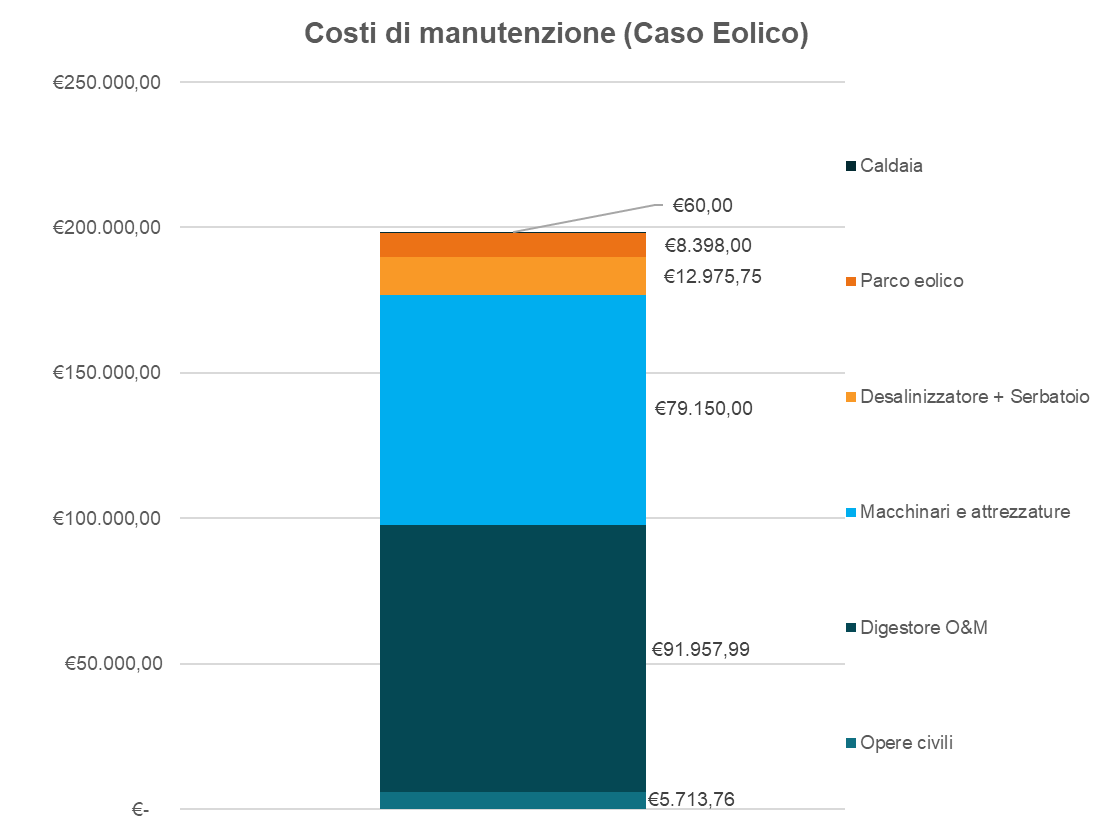 Costi di manutenzione (Caso Eolico)
€250.000,00
€200.000,00
€150.000,00
€100.000,00
€50.000,00
€-
€60,00
€8.398,00
€12.975,75
€79.150,00
€91.957,99
€5.713,76
Caldaia
Parco eolico
Desalinizzatore + Serbatoio
Macchinari e attrezzature
Digestore O&M
Opere civili